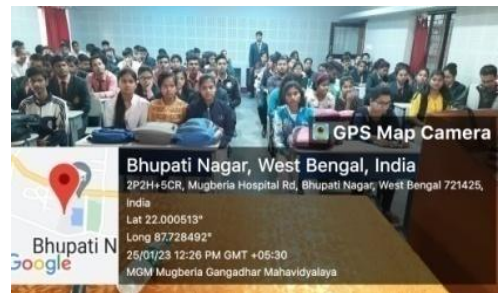 GPS Map Camera
Bhupati Nagar, West Bengal, India
2P2H+5CR, Mugberia Hospital Rd, Bhupati Nagar, West Bengal 721425,
India
Lat 22.000513°
Long 87.728492°
25/01/23 12:26 PM GMT +05:30
MGM Mugberia Gangadhar Mahavidyalaya
Bhupati N
Google